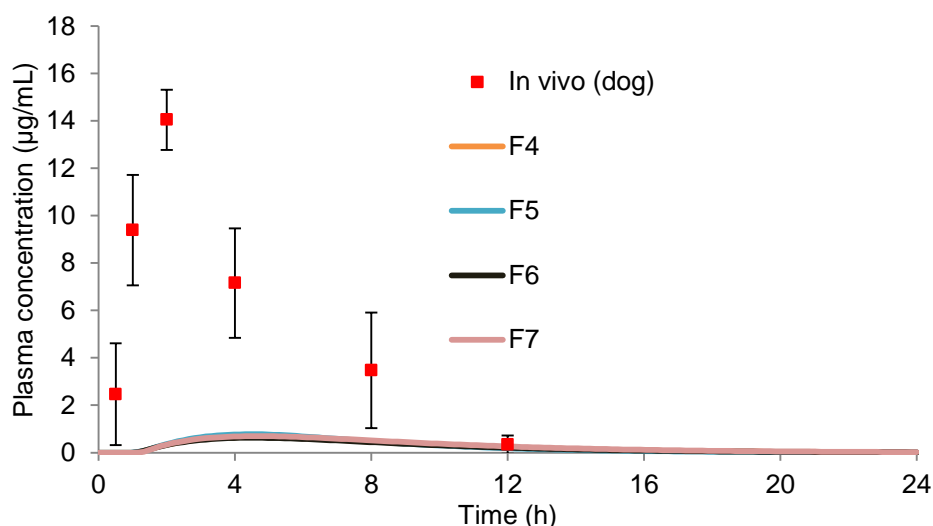 Plasma concentration (µg/mL)
18
16
14
12
10
8
6
4
2
0
In vivo (dog)
F4
F5
F6
F7
0 4 8 12 16 20 24
Time (h)